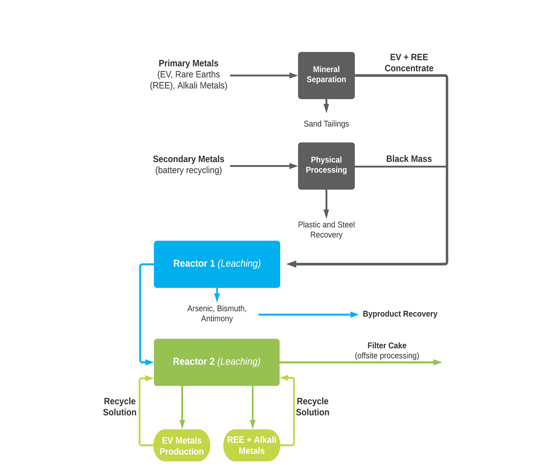 Primary Metals
(EV, Rare Earths
(REE), Alkali Metals)
Mineral
Separation
EV + REE
Concentrate
Sand Tailings
Secondary Metals
(battery recycling)
Physical
Processing
Black Mass
Plastic and Steel
Recovery
Reactor 1 (Leaching)
Arsenic, Bismuth,
Antimony
Byproduct Recovery
Reactor 2 (Leaching)
Filter Cake
(offsite processing)
Recycle
Solution
Recycle
Solution
EV Metals
Production
REE + Alkali
Metals